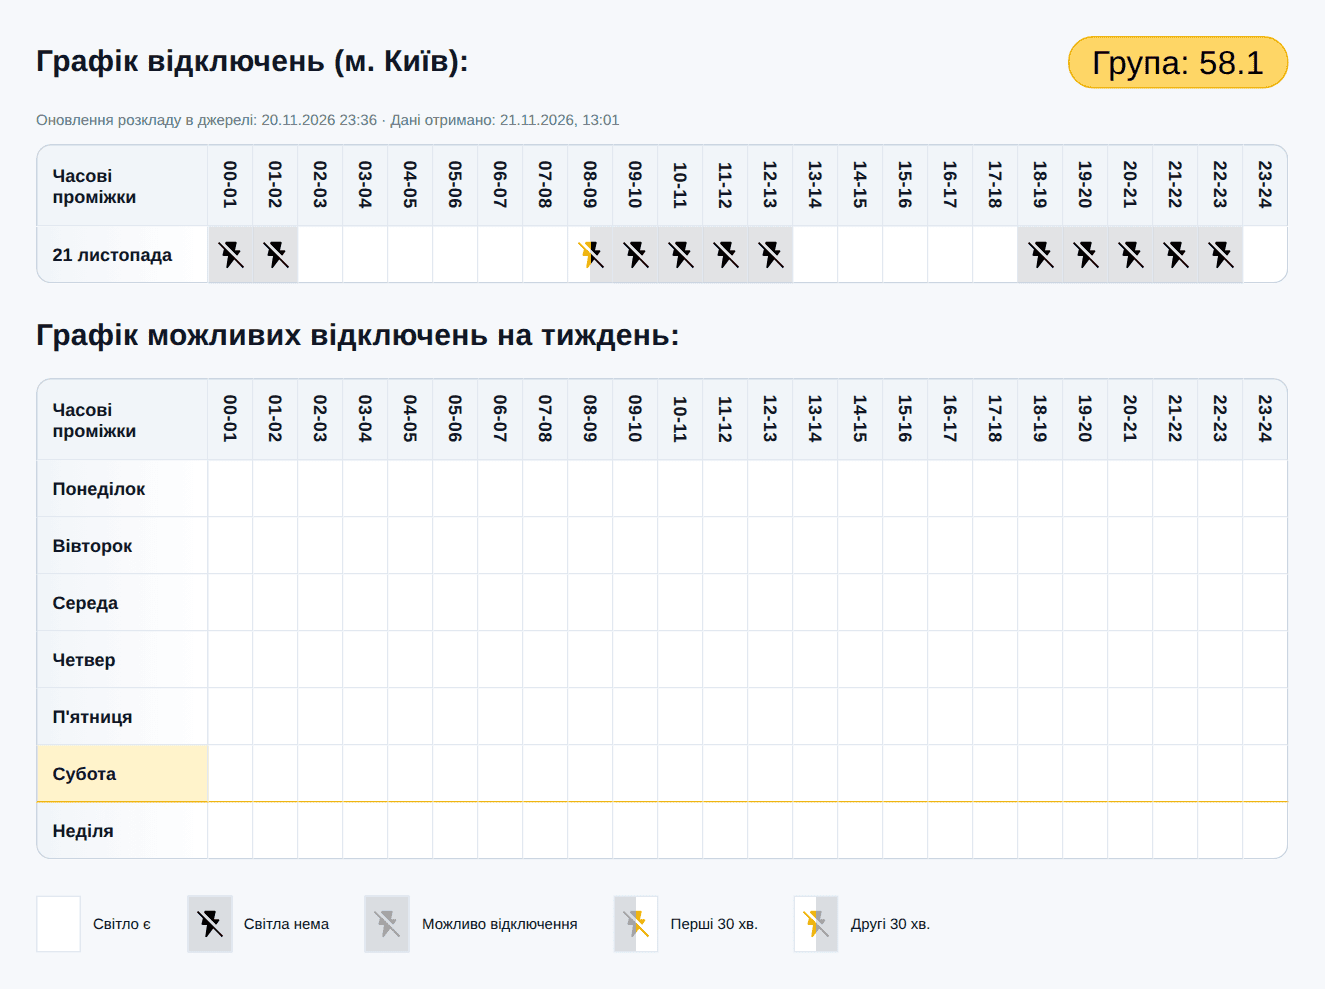 Графік відключень (м. Київ):
Група: 58.1
Оновлення розкладу в джерелі: 20.11.2026 23:36 · Дані отримано: 21.11.2026, 13:01
Часові проміжки 00-01 01-02 02-03 03-04 04-05 05-06 06-07 07-08 08-09 09-10 10-11 11-12 12-13 13-14 14-15 15-16 16-17 17-18 18-19 19-20 20-21 21-22 22-23 23-24
21 листопада
Графік можливих відключень на тиждень:
Часові проміжки 00-01 01-02 02-03 03-04 04-05 05-06 06-07 07-08 08-09 09-10 10-11 11-12 12-13 13-14 14-15 15-16 16-17 17-18 18-19 19-20 20-21 21-22 22-23 23-24
Понеділок
Вівторок
Середа
Четвер
П'ятниця
Субота
Неділя
Світло є Світла нема Можливо відключення Перші 30 хв. Другі 30 хв.